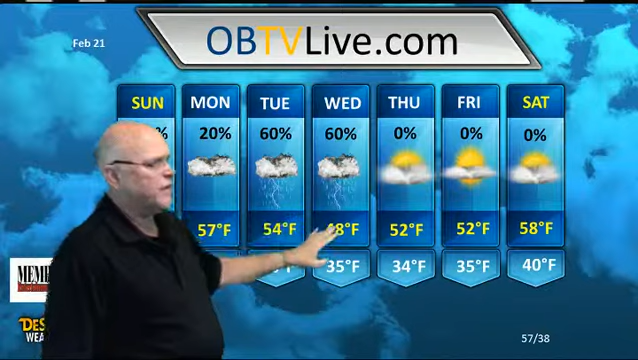 Feb 21
OBTVLive.com
SUN MON TUE WED THU FRI SAT
% 20% 60% 60% 0% 0% 0%
57°F 54°F 48°F 52°F 52°F 58°F
°F 35°F 34°F 35°F 40°F
57/38